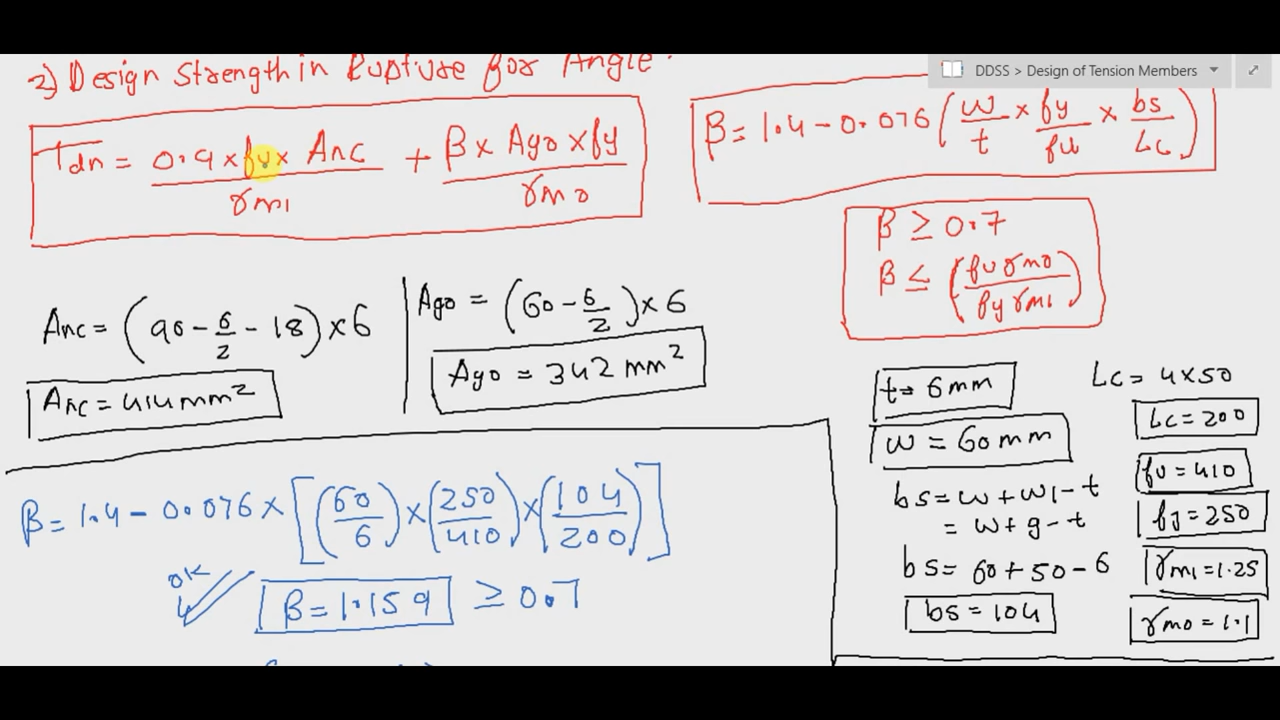 2) Design Strength in Rupture for Angle.
DDSS > Design of Tension Members
Tdn = 0.9 × fu × Anc / γm1 + β × Ago × fy / γm0
β = 1.4 - 0.076 ( w/t × fy/fu × bs/Lc )
β ≥ 0.7
β ≤ ( fu γm0 / fy γm1 )
Anc = ( 90 - 6/2 - 18 ) × 6
Anc = 414 mm²
Ago = ( 60 - 6/2 ) × 6
Ago = 342 mm²
t = 6 mm
w = 60 mm
bs = w + w1 - t
= w + g - t
bs = 60 + 50 - 6
bs = 104
Lc = 4 × 50
Lc = 200
fu = 410
fy = 250
γm1 = 1.25
γm0 = 1.1
β = 1.4 - 0.076 × [ ( 60/6 ) × ( 250/410 ) × ( 104/200 ) ]
ok
β = 1.159 ≥ 0.7